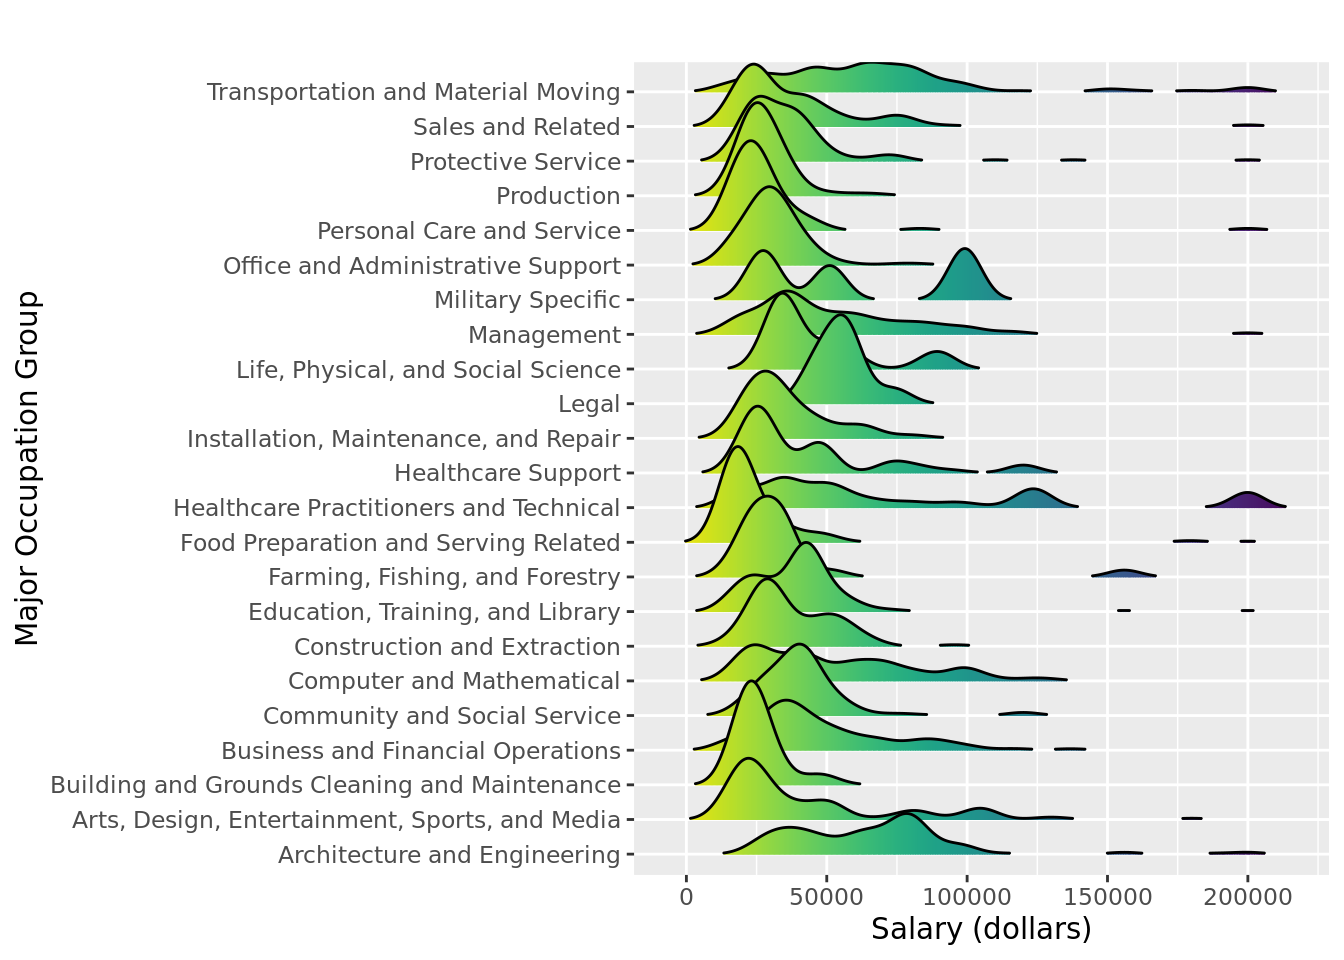 Transportation and Material Moving
Sales and Related
Protective Service
Production
Personal Care and Service
Office and Administrative Support
Military Specific
Management
Life, Physical, and Social Science
Legal
Installation, Maintenance, and Repair
Healthcare Support
Healthcare Practitioners and Technical
Food Preparation and Serving Related
Farming, Fishing, and Forestry
Education, Training, and Library
Construction and Extraction
Computer and Mathematical
Community and Social Service
Business and Financial Operations
Building and Grounds Cleaning and Maintenance
Arts, Design, Entertainment, Sports, and Media
Architecture and Engineering
Major Occupation Group
0 50000 100000 150000 200000
Salary (dollars)